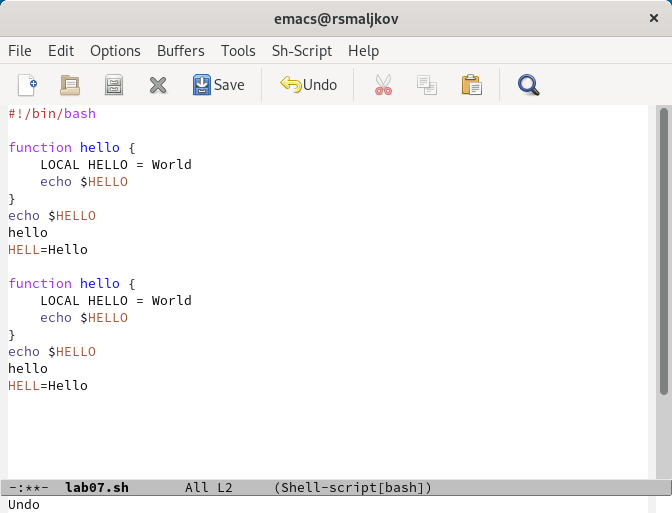 emacs@rsmaljkov ×
File Edit Options Buffers Tools Sh-Script Help
Save Undo
#!/bin/bash
function hello {
    LOCAL HELLO = World
    echo $HELLO
}
echo $HELLO
hello
HELL=Hello
function hello {
    LOCAL HELLO = World
    echo $HELLO
}
echo $HELLO
hello
HELL=Hello
-:**-  lab07.sh       All L2     (Shell-script[bash])
Undo